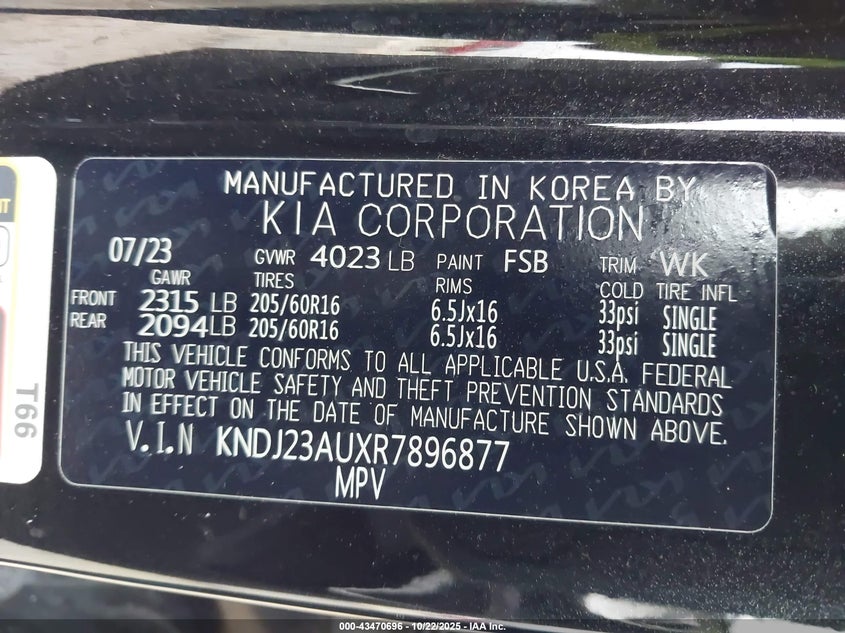 MANUFACTURED IN KOREA BY
KIA CORPORATION
07/23 GVWR 4023 LB PAINT FSB TRIM WK
GAWR TIRES RIMS COLD TIRE INFL
FRONT 2315 LB 205/60R16 6.5Jx16 33psi SINGLE
REAR 2094LB 205/60R16 6.5Jx16 33psi SINGLE
THIS VEHICLE CONFORMS TO ALL APPLICABLE U.S.A. FEDERAL
MOTOR VEHICLE SAFETY AND THEFT PREVENTION STANDARDS
IN EFFECT ON THE DATE OF MANUFACTURE SHOWN ABOVE.
V.I.N KNDJ23AUXR7896877
MPV
T66
000-43470696 - 10/22/2025 - IAA Inc.